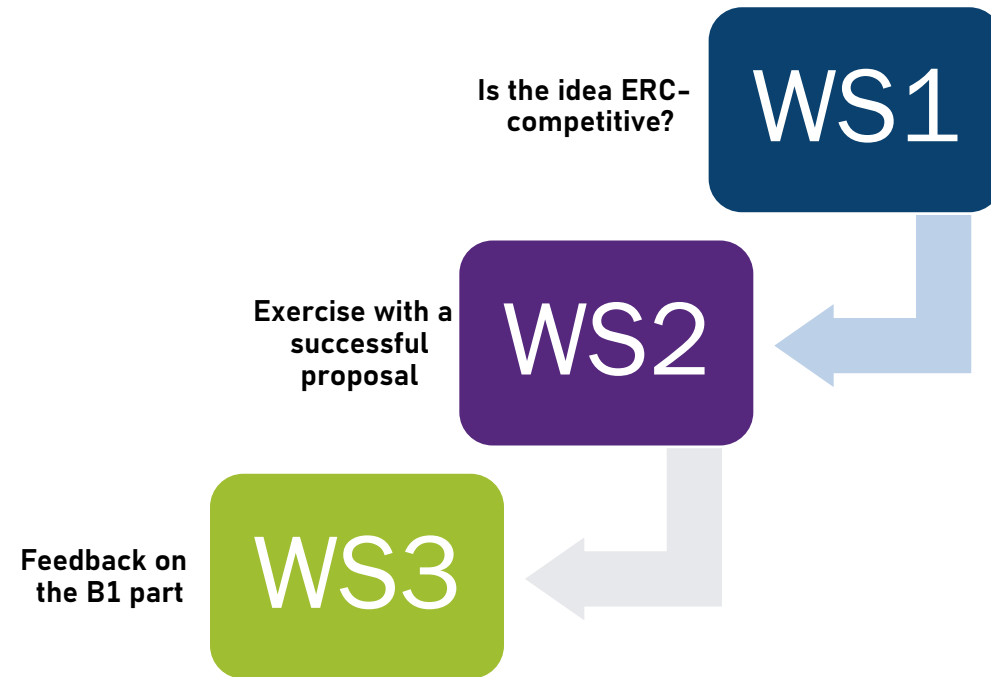 Is the idea ERC-
competitive?
WS1
Exercise with a
successful
proposal
WS2
Feedback on
the B1 part
WS3